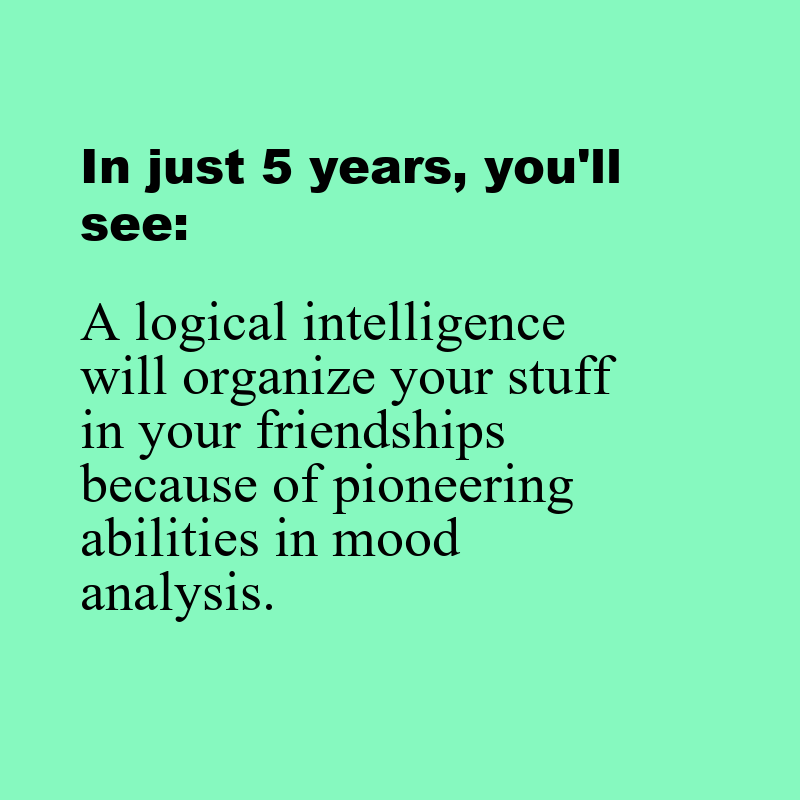 In just 5 years, you'll
see:
A logical intelligence
will organize your stuff
in your friendships
because of pioneering
abilities in mood
analysis.